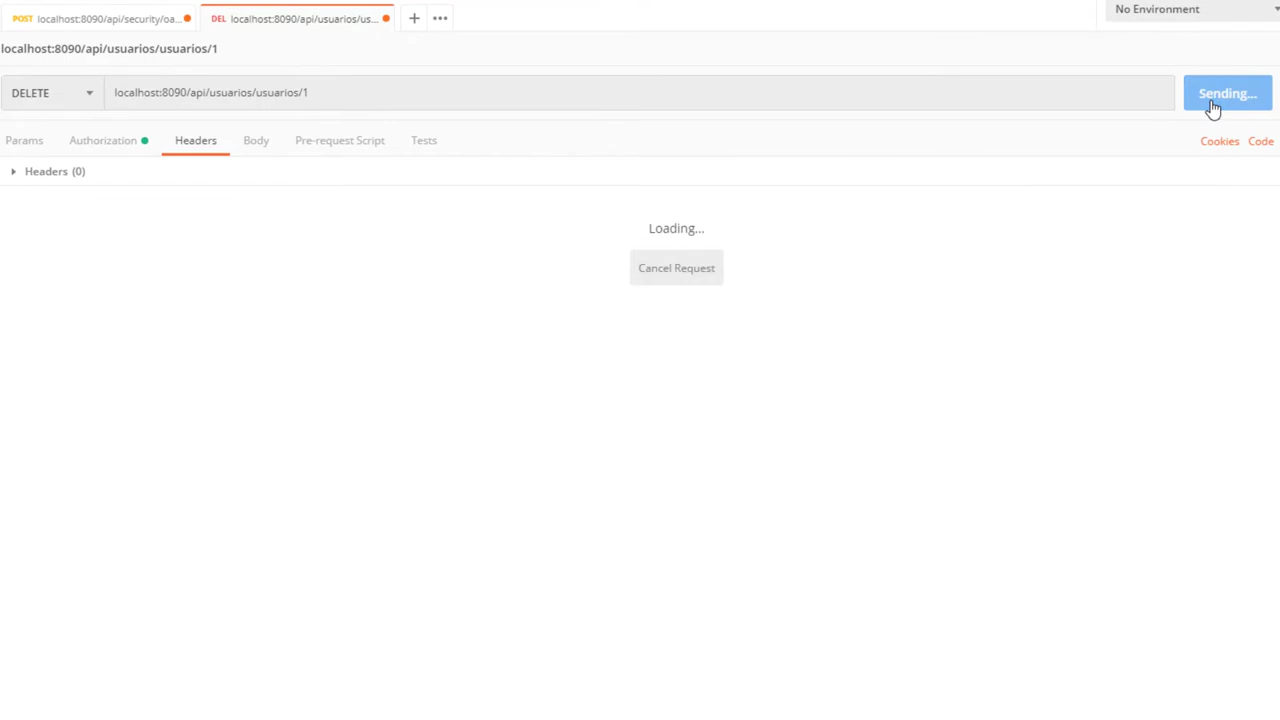 POST localhost:8090/api/security/oa... DEL localhost:8090/api/usuarios/us... + ••• No Environment
localhost:8090/api/usuarios/usuarios/1
DELETE localhost:8090/api/usuarios/usuarios/1 Sending...
Params Authorization Headers Body Pre-request Script Tests Cookies Code
Headers (0)
Loading...
Cancel Request